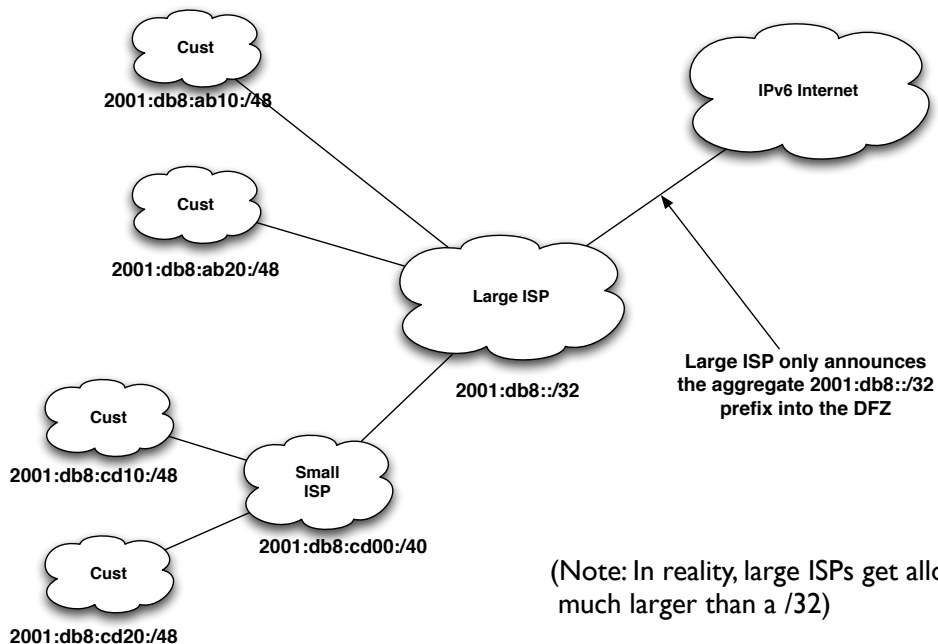 Cust
2001:db8:ab10:/48
IPv6 Internet
Cust
2001:db8:ab20:/48
Large ISP
2001:db8::/32
Large ISP only announces
the aggregate 2001:db8::/32
prefix into the DFZ
Cust
2001:db8:cd10:/48
Small
ISP
2001:db8:cd00:/40
Cust
2001:db8:cd20:/48
(Note: In reality, large ISPs get
much larger than a /32)